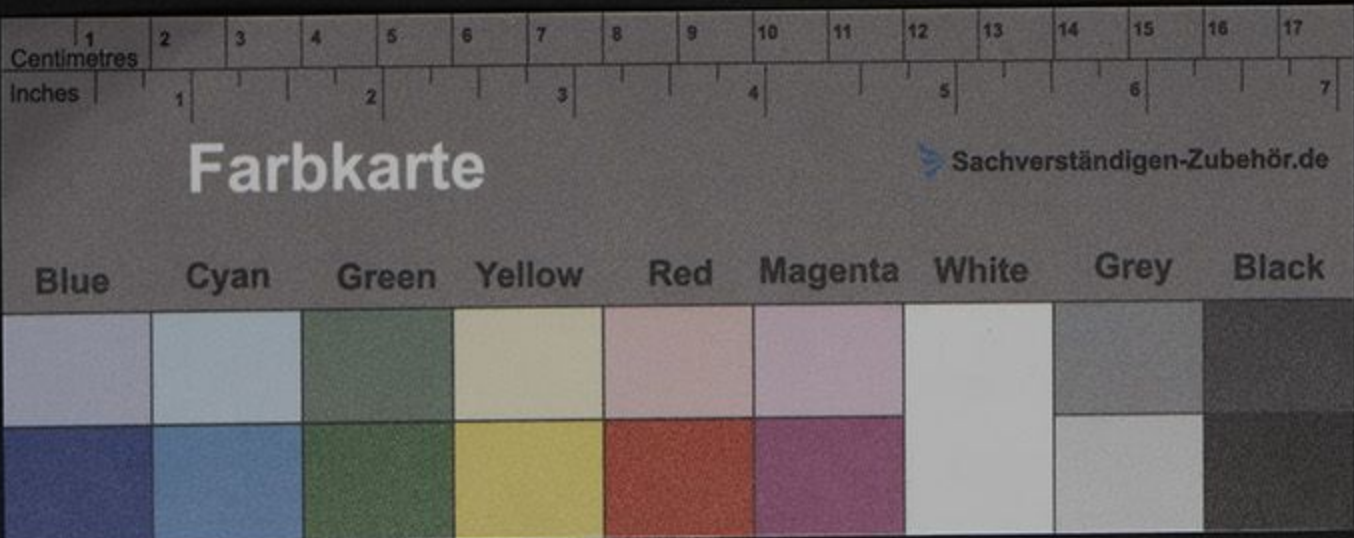 1 2 3 4 5 6 7 8 9 10 11 12 13 14 15 16 17
Centimetres
Inches 1 2 3 4 5 6 7
Farbkarte
Sachverständigen-Zubehör.de
Blue Cyan Green Yellow Red Magenta White Grey Black